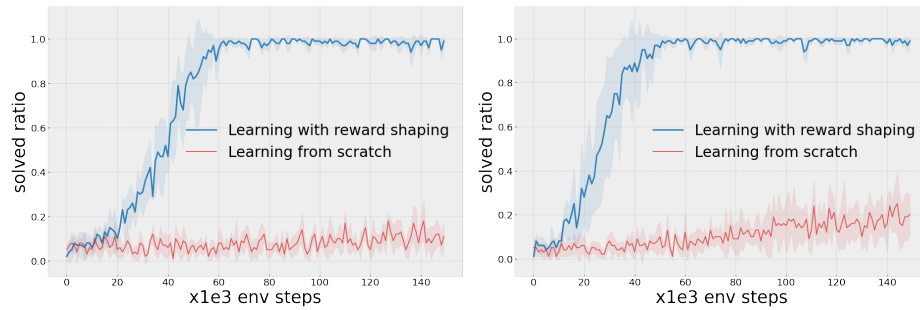 1.0
0.8
0.6
0.4
0.2
0.0
solved ratio
Learning with reward shaping
Learning from scratch
0 20 40 60 80 100 120 140
x1e3 env steps
1.0
0.8
0.6
0.4
0.2
0.0
solved ratio
Learning with reward shaping
Learning from scratch
0 20 40 60 80 100 120 140
x1e3 env steps